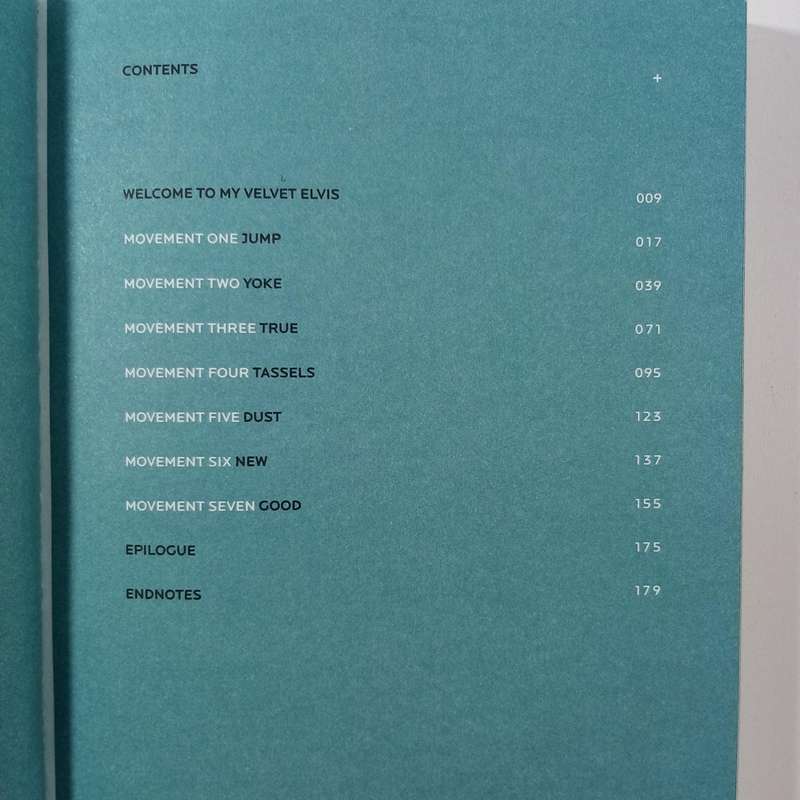 CONTENTS +
WELCOME TO MY VELVET ELVIS 009
MOVEMENT ONE JUMP 017
MOVEMENT TWO YOKE 039
MOVEMENT THREE TRUE 071
MOVEMENT FOUR TASSELS 095
MOVEMENT FIVE DUST 123
MOVEMENT SIX NEW 137
MOVEMENT SEVEN GOOD 155
EPILOGUE 175
ENDNOTES 179